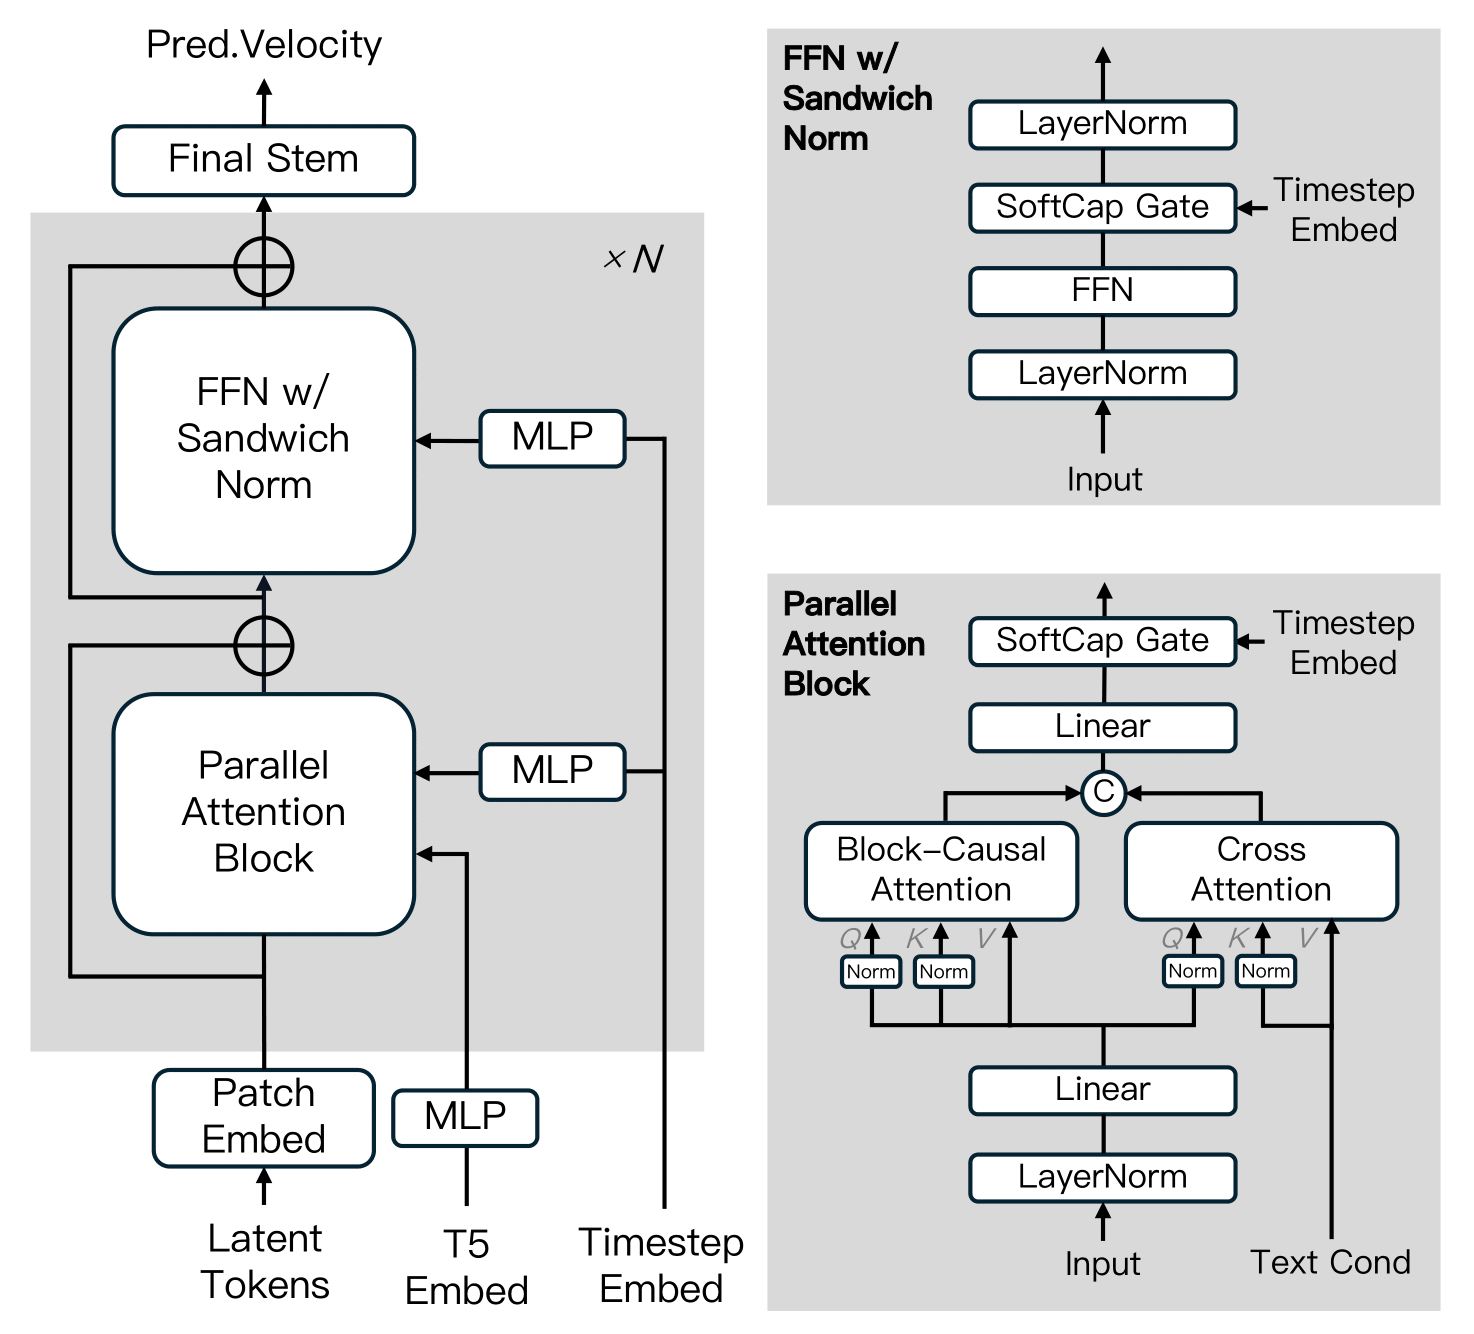 Pred.Velocity
Final Stem
× N
FFN w/
Sandwich
Norm
MLP
Parallel
Attention
Block
MLP
Patch
Embed
MLP
Latent
Tokens
T5
Embed
Timestep
Embed
FFN w/
Sandwich
Norm
LayerNorm
SoftCap Gate
Timestep
Embed
FFN
LayerNorm
Input
Parallel
Attention
Block
SoftCap Gate
Timestep
Embed
Linear
C
Block-Causal
Attention
Cross
Attention
Q K V
Q K V
Norm
Norm
Norm
Norm
Linear
LayerNorm
Input
Text Cond